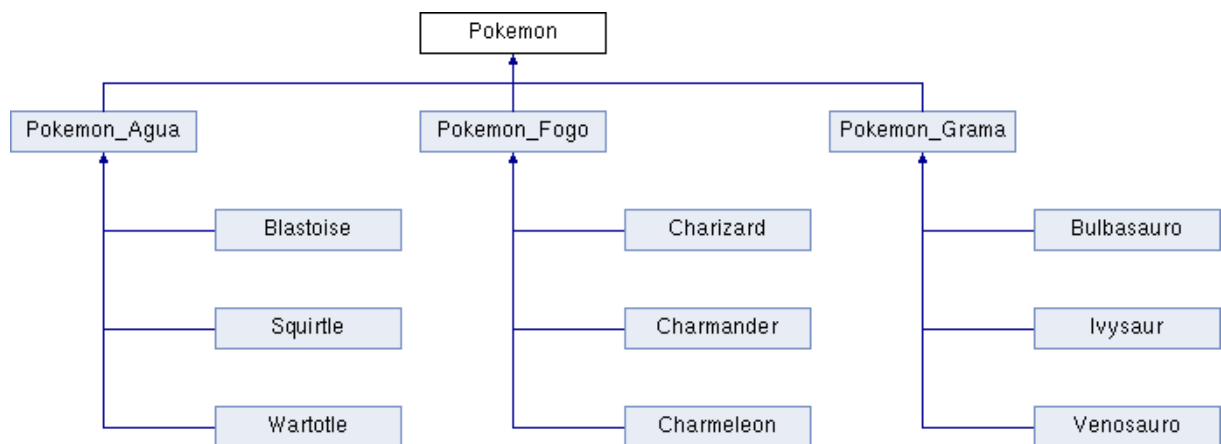 Pokemon
Pokemon_Agua
Pokemon_Fogo
Pokemon_Grama
Blastoise
Charizard
Bulbasauro
Squirtle
Charmander
Ivysaur
Wartotle
Charmeleon
Venosauro